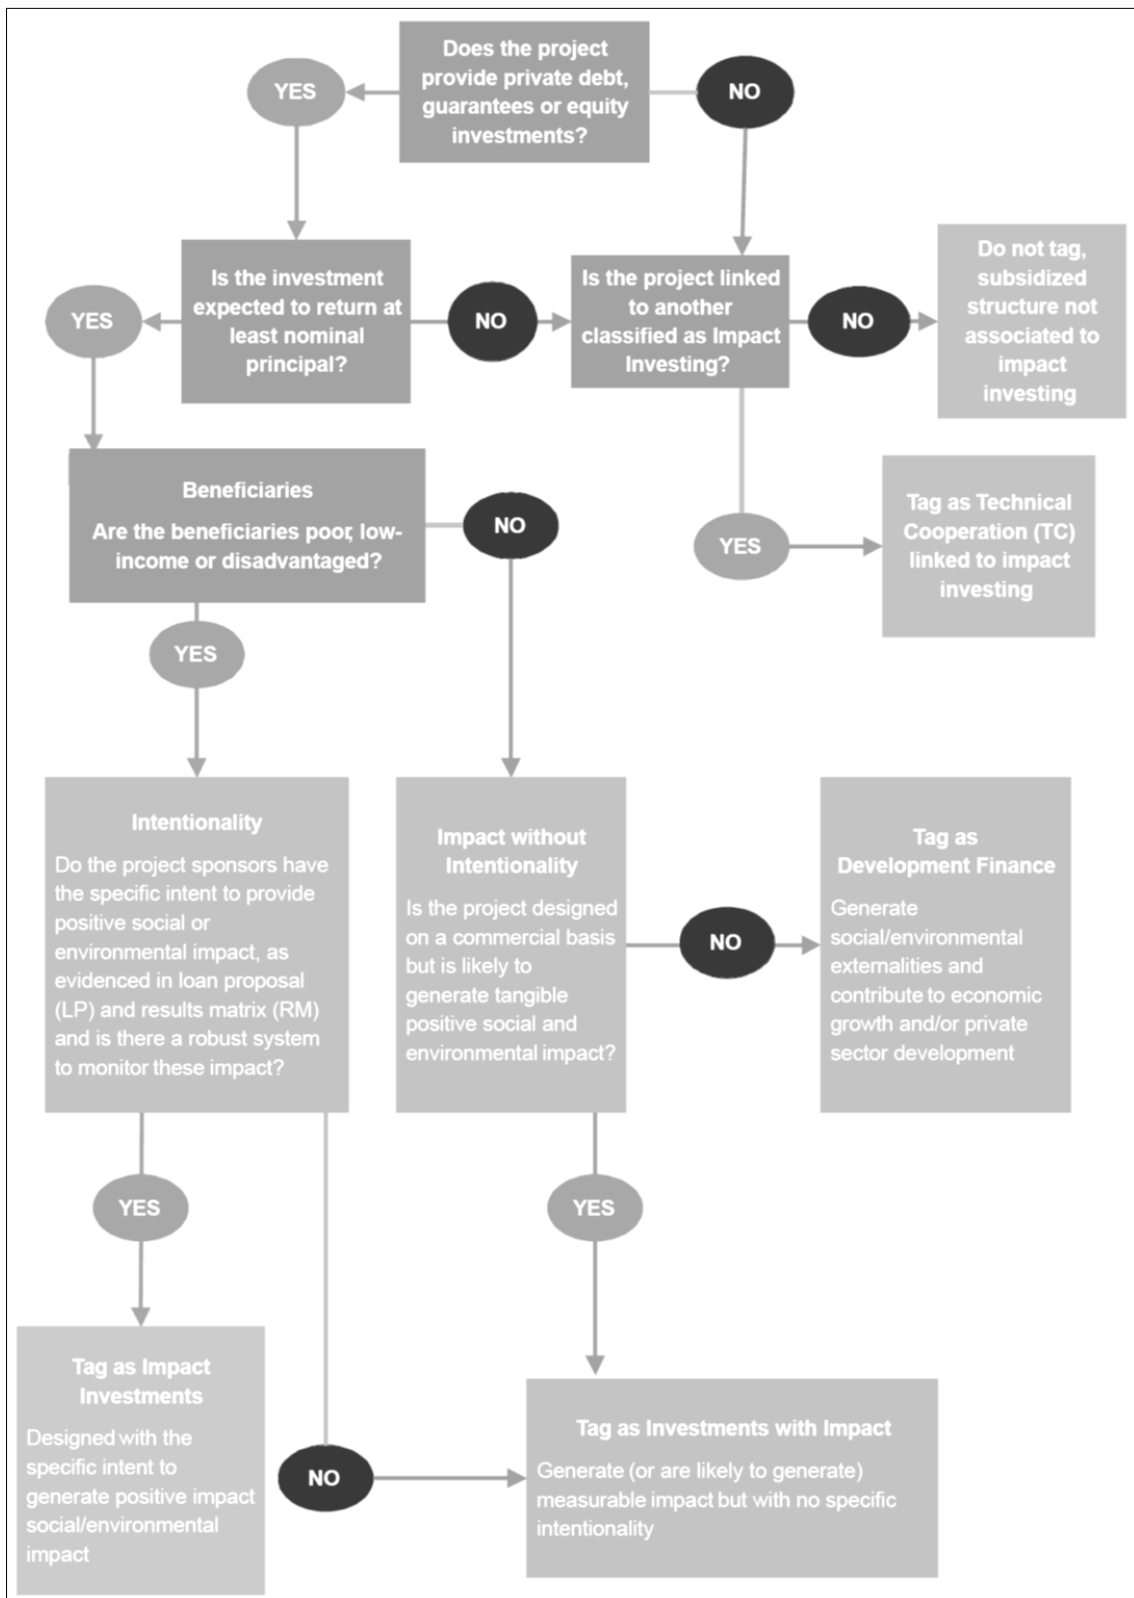 Does the project
provide private debt,
guarantees or equity
investments?
YES
NO
Is the investment
expected to return at
least nominal
principal?
YES
NO
Is the project linked
to another
classified as Impact
Investing?
NO
Do not tag,
subsidized
structure not
associated to
impact
investing
YES
Tag as Technical
Cooperation (TC)
linked to impact
investing
Beneficiaries
Are the beneficiaries poor, low-
income or disadvantaged?
NO
YES
Intentionality
Do the project sponsors have
the specific intent to provide
positive social or
environmental impact, as
evidenced in loan proposal
(LP) and results matrix (RM)
and is there a robust system
to monitor these impact?
Impact without
Intentionality
Is the project designed
on a commercial basis
but is likely to
generate tangible
positive social and
environmental impact?
NO
Tag as
Development Finance
Generate
social/environmental
externalities and
contribute to economic
growth and/or private
sector development
YES
YES
Tag as Impact
Investments
Designed with the
specific intent to
generate positive impact
social/environmental
impact
NO
Tag as Investments with Impact
Generate (or are likely to generate)
measurable impact but with no specific
intentionality